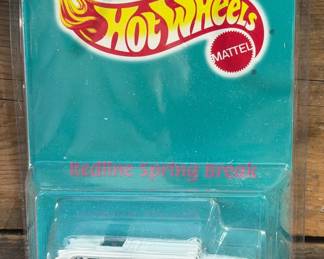 Hot Wheels
MATTEL
Redline Spring Break